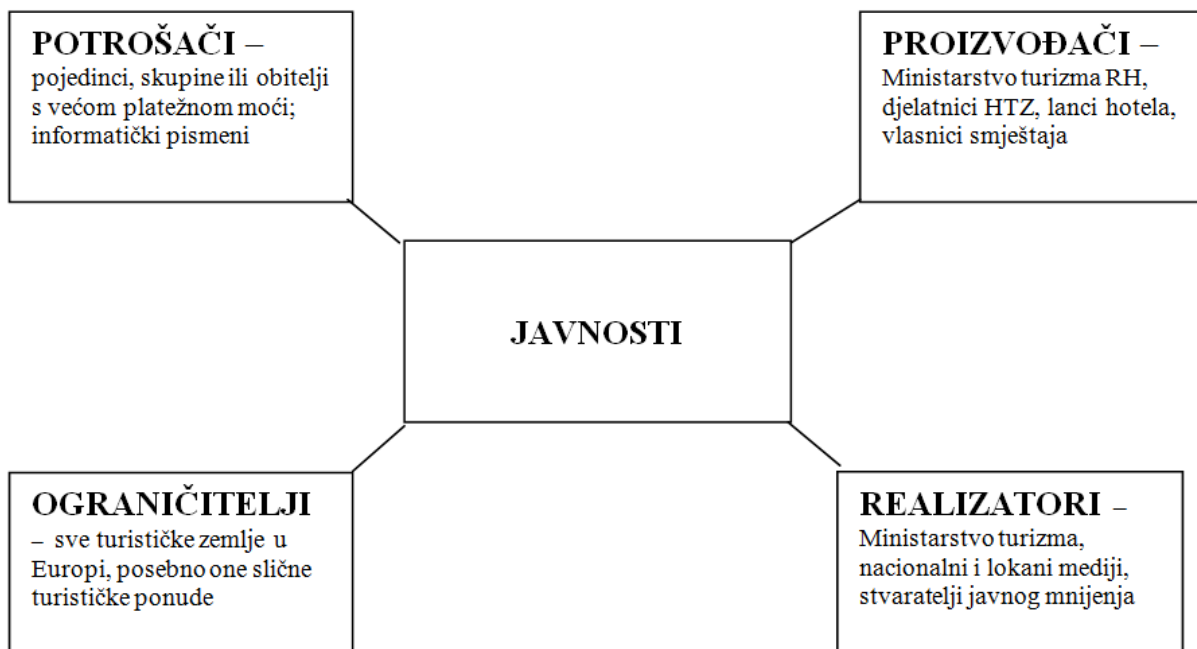 POTROŠAČI –
pojedinci, skupine ili obitelji
s većom platežnom moći;
informatički pismeni
PROIZVOĐAČI –
Ministarstvo turizma RH,
djelatnici HTZ, lanci hotela,
vlasnici smještaja
JAVNOSTI
OGRANIČITELJI
– sve turističke zemlje u
Europi, posebno one slične
turističke ponude
REALIZATORI –
Ministarstvo turizma,
nacionalni i lokani mediji,
stvaratelji javnog mnijenja